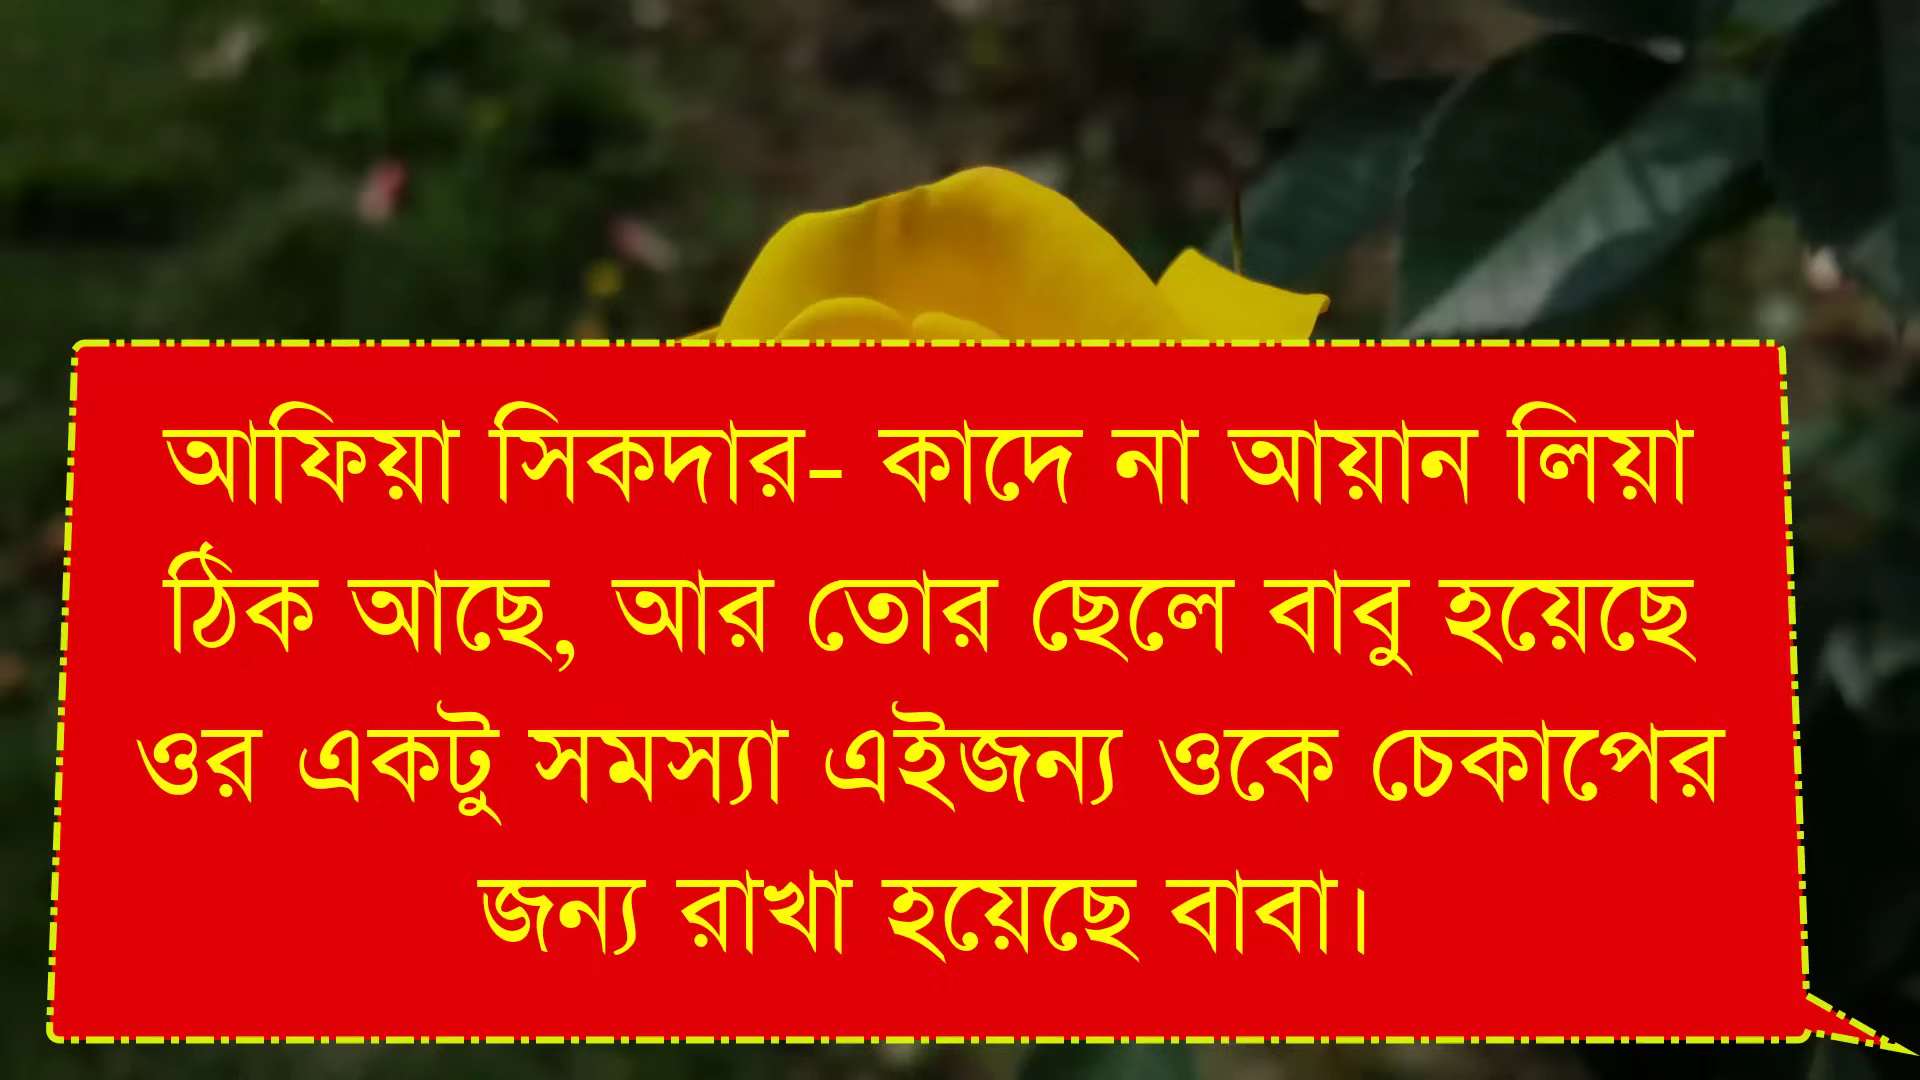 আফিয়া সিকদার- কাদে না আয়ান লিয়া
ঠিক আছে, আর তোর ছেলে বাবু হয়েছে
ওর একটু সমস্যা এইজন্য ওকে চেকাপের
জন্য রাখা হয়েছে বাবা।